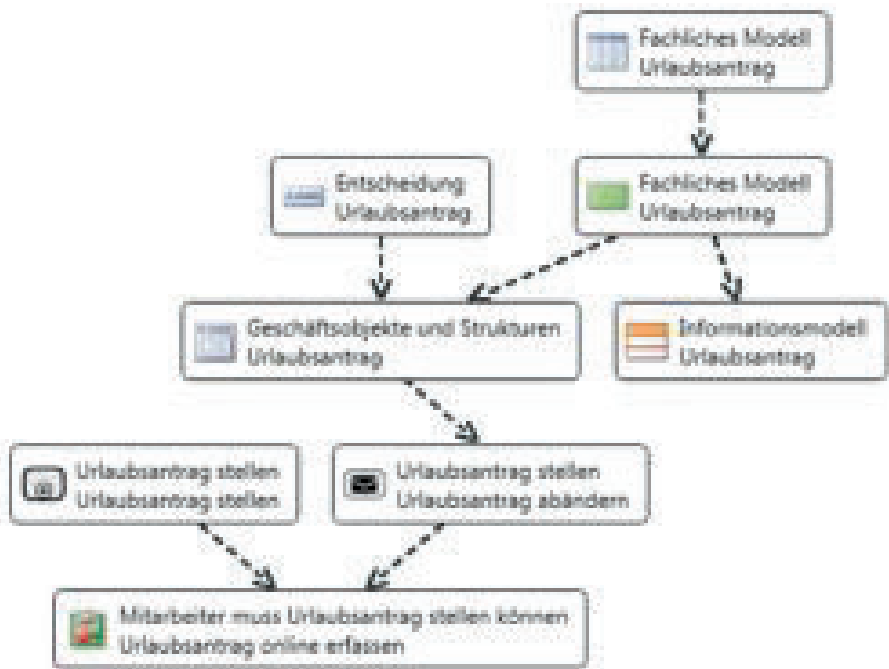 Fachliches Modell
Urlaubsantrag
Entscheidung
Urlaubsantrag
Fachliches Modell
Urlaubsantrag
Geschäftsobjekte und Strukturen
Urlaubsantrag
Informationsmodell
Urlaubsantrag
Urlaubsantrag stellen
Urlaubsantrag stellen
Urlaubsantrag stellen
Urlaubsantrag abändern
Mitarbeiter muss Urlaubsantrag stellen können
Urlaubsantrag online erfassen